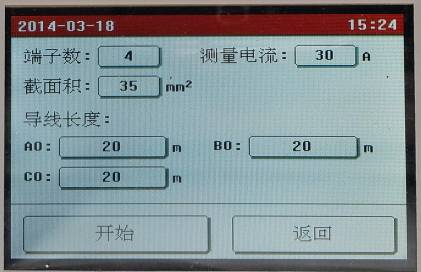 2014-03-18 15:24
端子数: 4 测量电流: 30 A
截面积: 35 mm²
导线长度:
AO: 20 m BO: 20 m
CO: 20 m
开始 返回